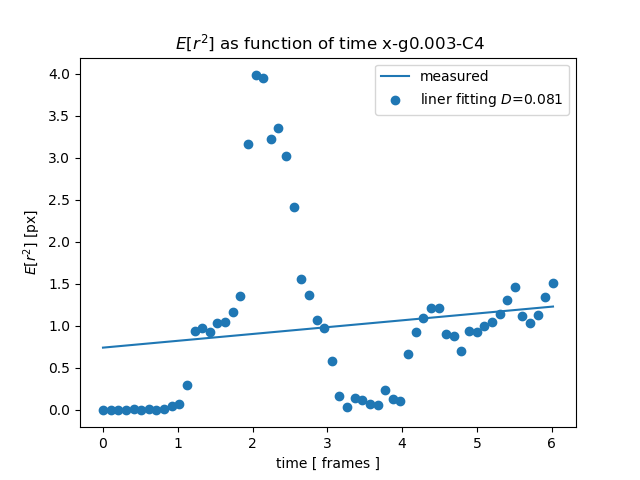 E[r²] as function of time x-g0.003-C4
measured
liner fitting D=0.081
4.0
3.5
3.0
2.5
2.0
1.5
1.0
0.5
0.0
E[r²] [px]
0 1 2 3 4 5 6
time [ frames ]